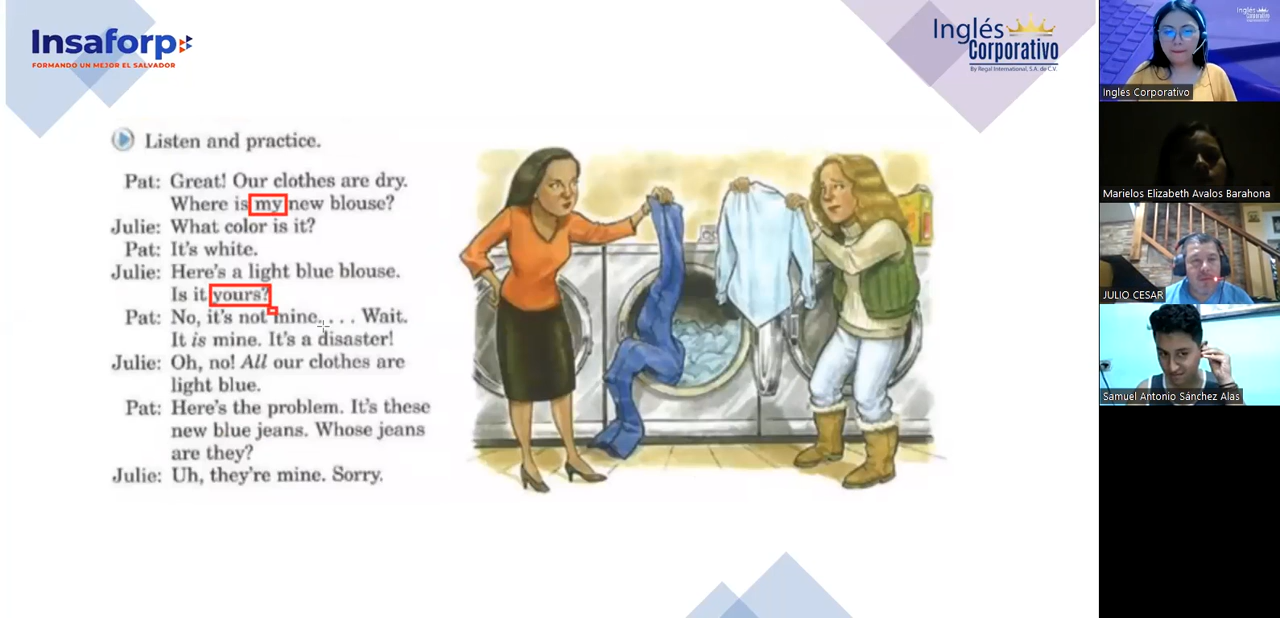 Insaforp
FORMANDO UN MEJOR EL SALVADOR
Inglés
Corporativo
By Regal International, S.A. de C.V.
Listen and practice.
Pat: Great! Our clothes are dry.
Where is my new blouse?
Julie: What color is it?
Pat: It's white.
Julie: Here's a light blue blouse.
Is it yours?
Pat: No, it's not mine. . . . Wait.
It is mine. It's a disaster!
Julie: Oh, no! All our clothes are
light blue.
Pat: Here's the problem. It's these
new blue jeans. Whose jeans
are they?
Julie: Uh, they're mine. Sorry.
Inglés
Corporativo
Ingles Corporativo
Marielos Elizabeth Avalos Barahona
JULIO CESAR
Samuel Antonio Sánchez Alas